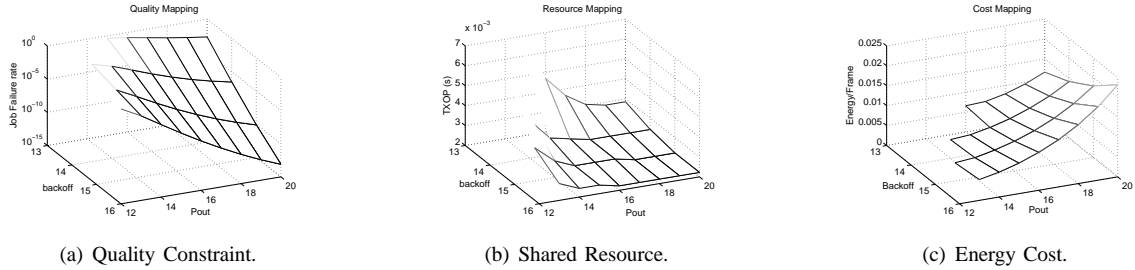 Quality Mapping
10^0
10^-5
10^-10
10^-15
Job Failure rate
13
14
15
16
backoff
12
14
16
18
20
Pout
(a) Quality Constraint.
Resource Mapping
x 10^-3
7
6
5
4
3
2
TXOP (s)
13
14
15
16
backoff
12
14
16
18
20
Pout
(b) Shared Resource.
Cost Mapping
0.025
0.02
0.015
0.01
0.005
0
Energy/Frame
13
14
15
16
Backoff
12
14
16
18
20
Pout
(c) Energy Cost.